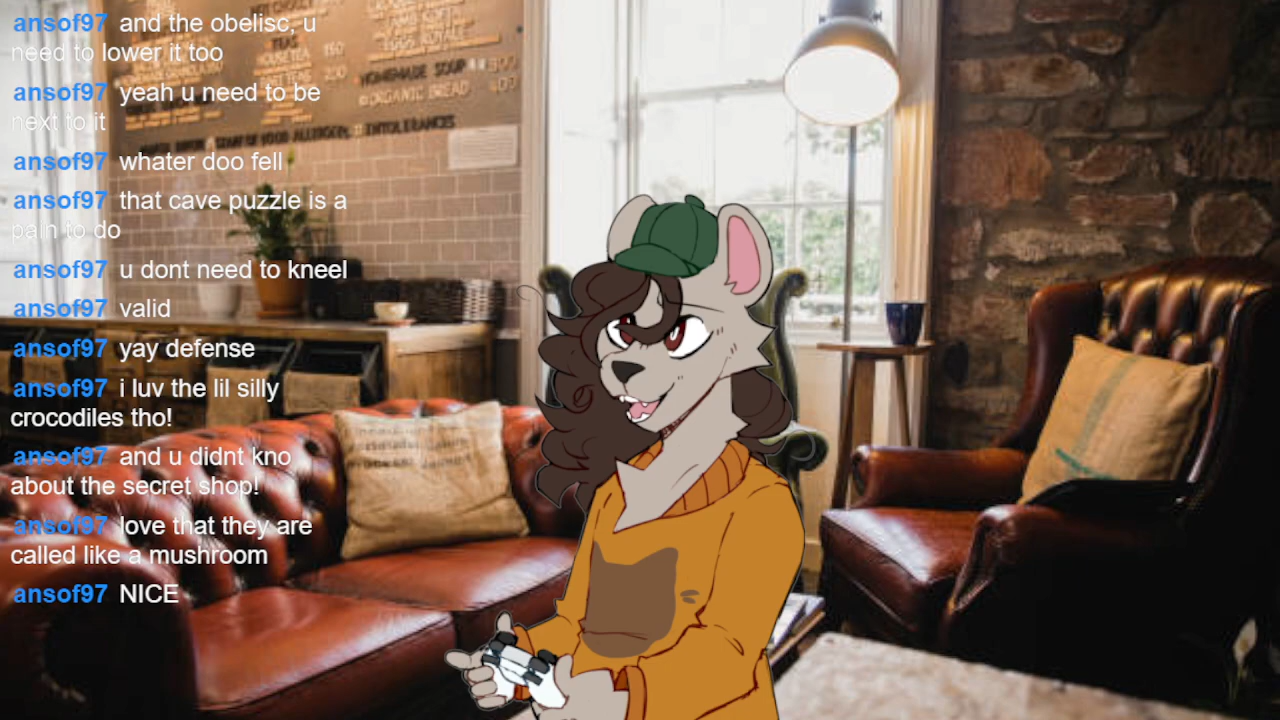 ansof97 and the obelisc, u
need to lower it too
ansof97 yeah u need to be
next to it
ansof97 whater doo fell
ansof97 that cave puzzle is a
pain to do
ansof97 u dont need to kneel
ansof97 valid
ansof97 yay defense
ansof97 i luv the lil silly
crocodiles tho!
ansof97 and u didnt kno
about the secret shop!
ansof97 love that they are
called like a mushroom
ansof97 NICE
HOMEMADE SOUP
ORGANIC BREAD
INTOLERANCES